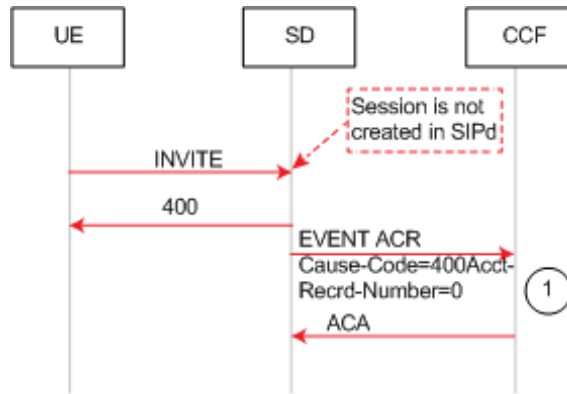 UE
SD
CCF
Session is not
created in SIPd
INVITE
400
EVENT ACR
Cause-Code=400Acct-
Recrd-Number=0
1
ACA